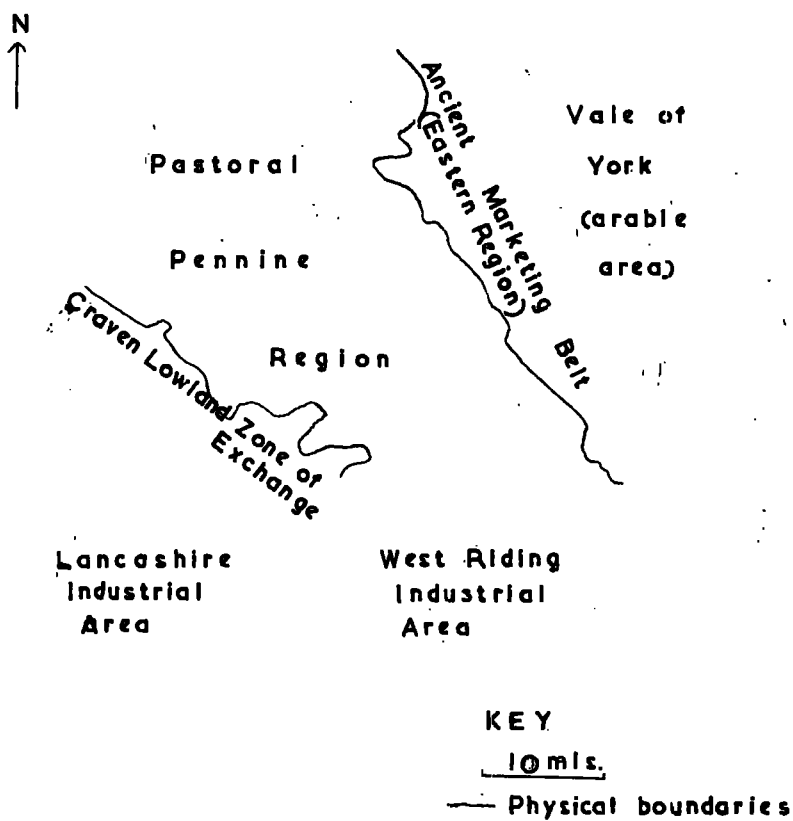 N
Ancient Marketing Belt
(Eastern Region)
Vale of
York
(arable
area)
Pastoral
Pennine
Region
Craven Lowland Zone of
Exchange
Lancashire
Industrial
Area
West Riding
Industrial
Area
KEY
10mls.
Physical boundaries